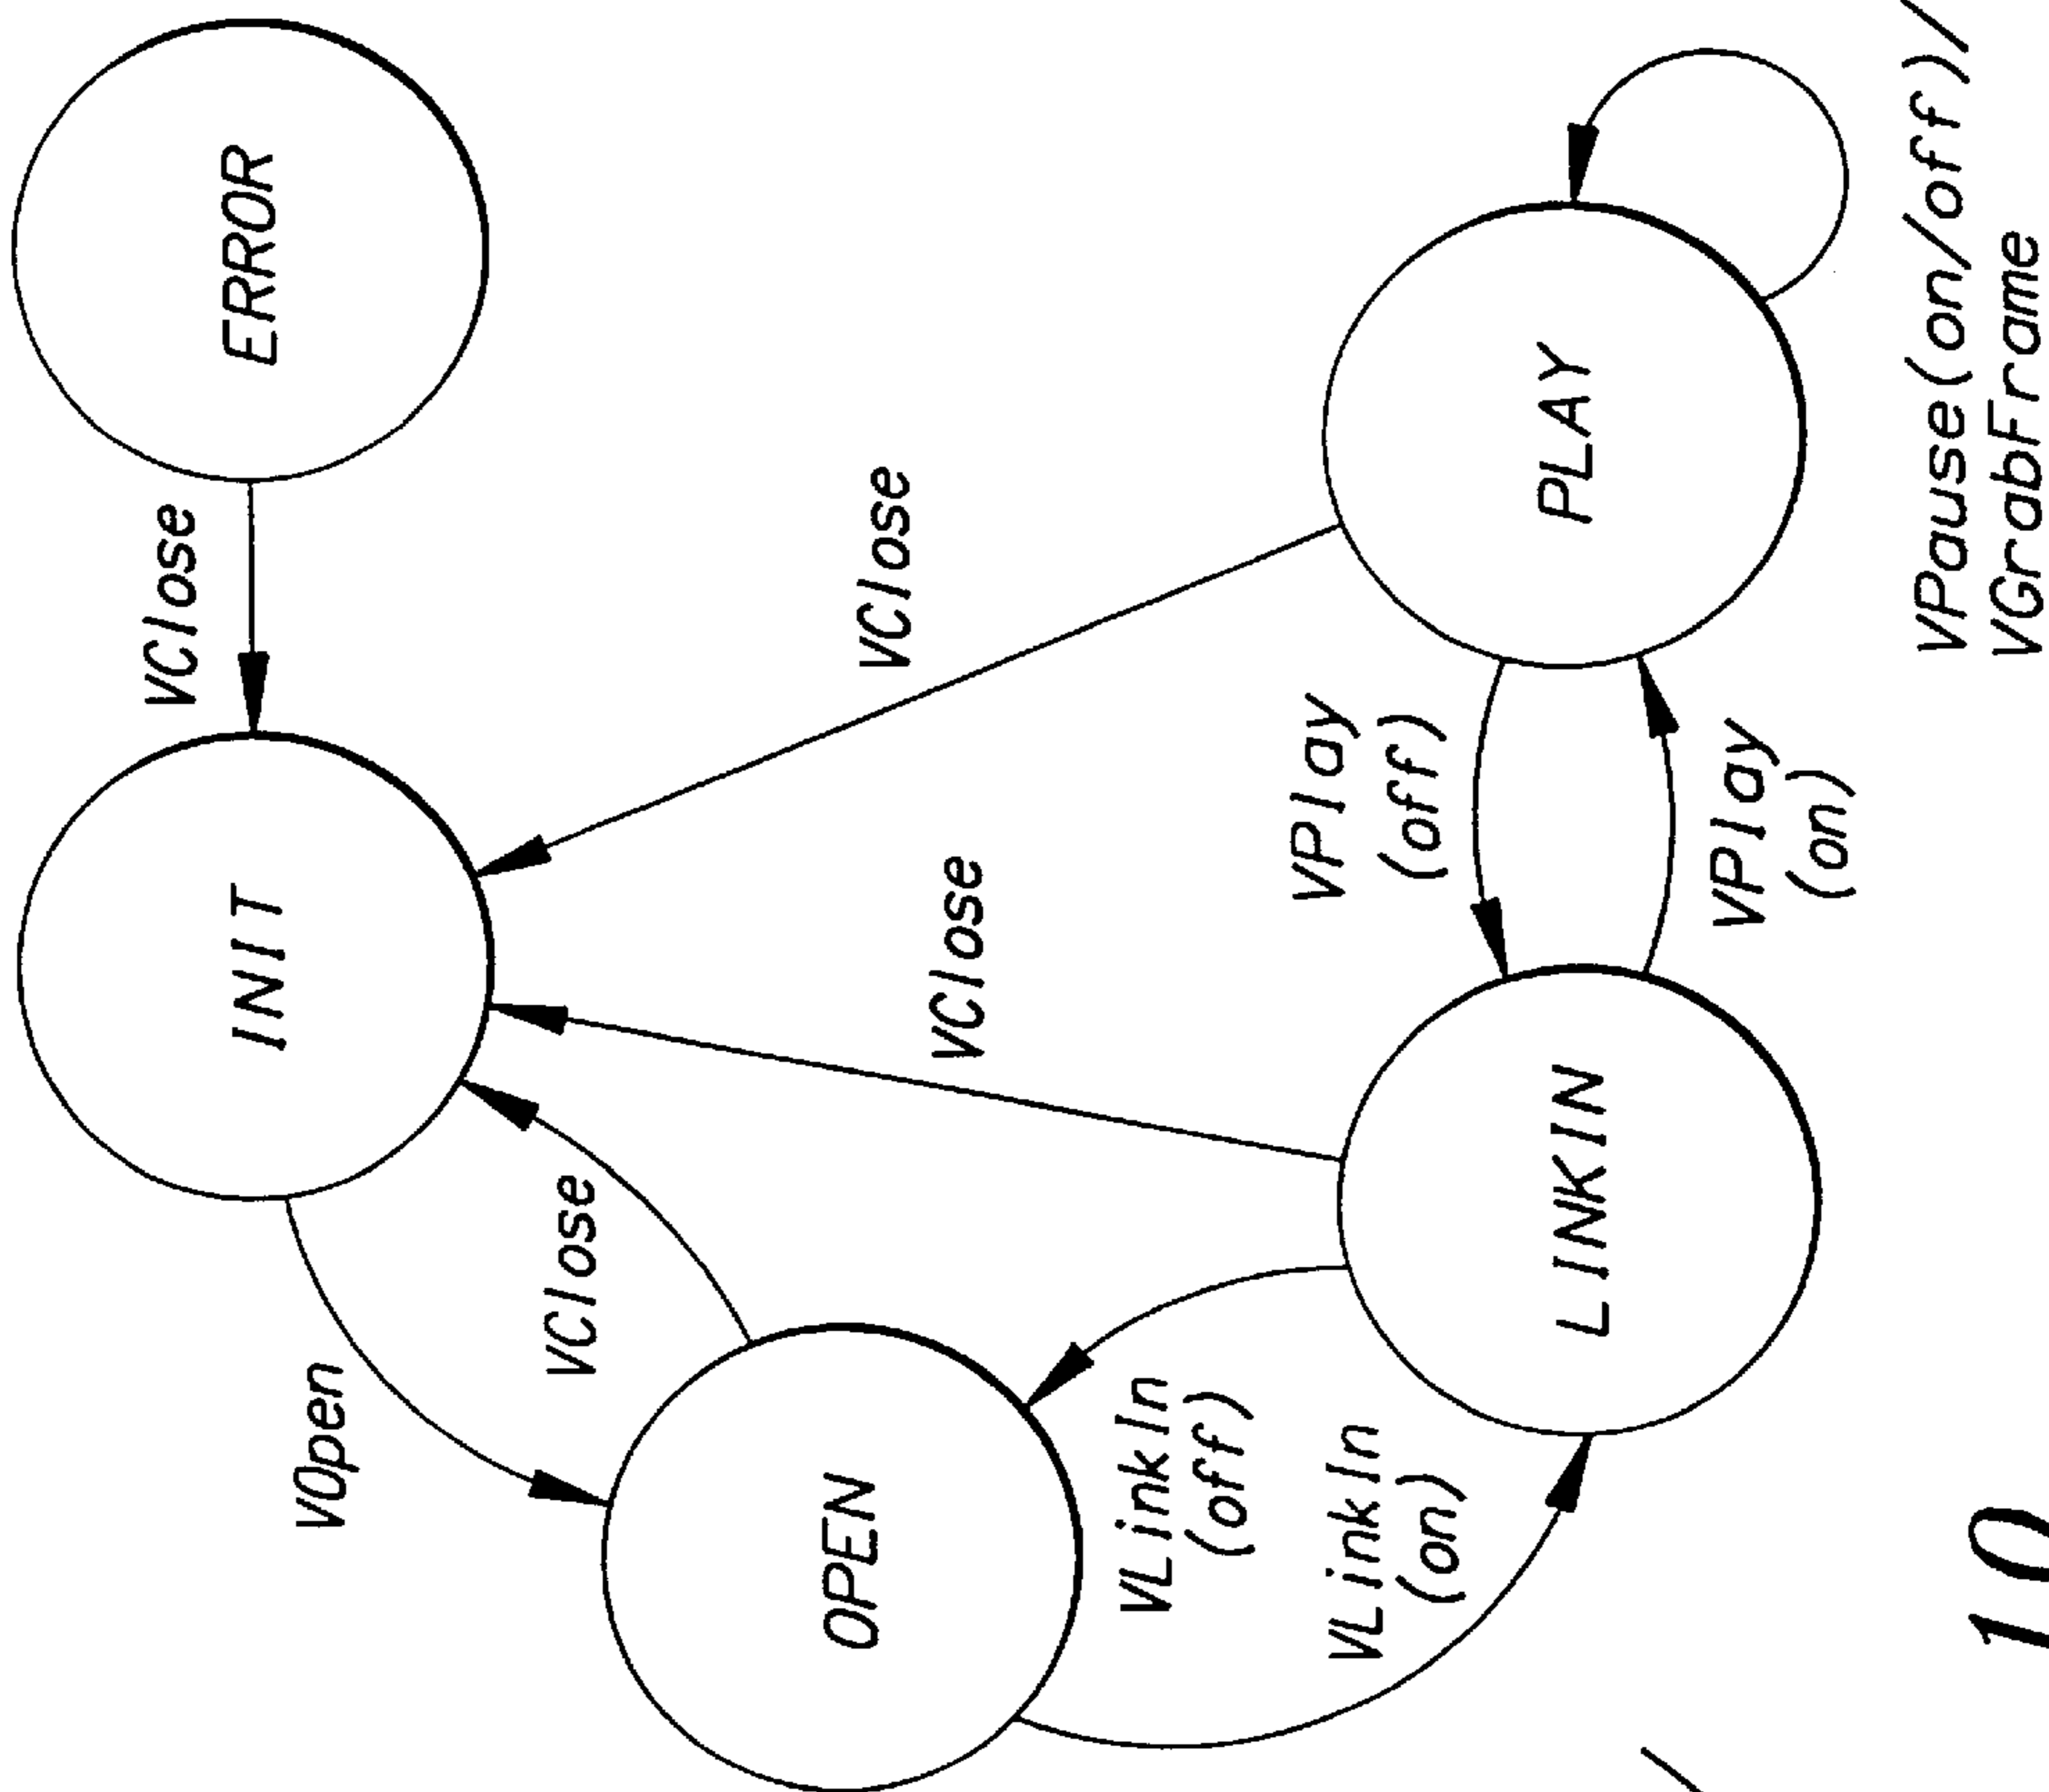 ERROR
VClose
INIT
VOpen
VClose
OPEN
VClose
VClose
VLinkIn
(off)
VLinkIn
(on)
LINKIN
VPlay
(off)
VPlay
(on)
PLAY
VPause(on/off)/
VGrabFrame
10